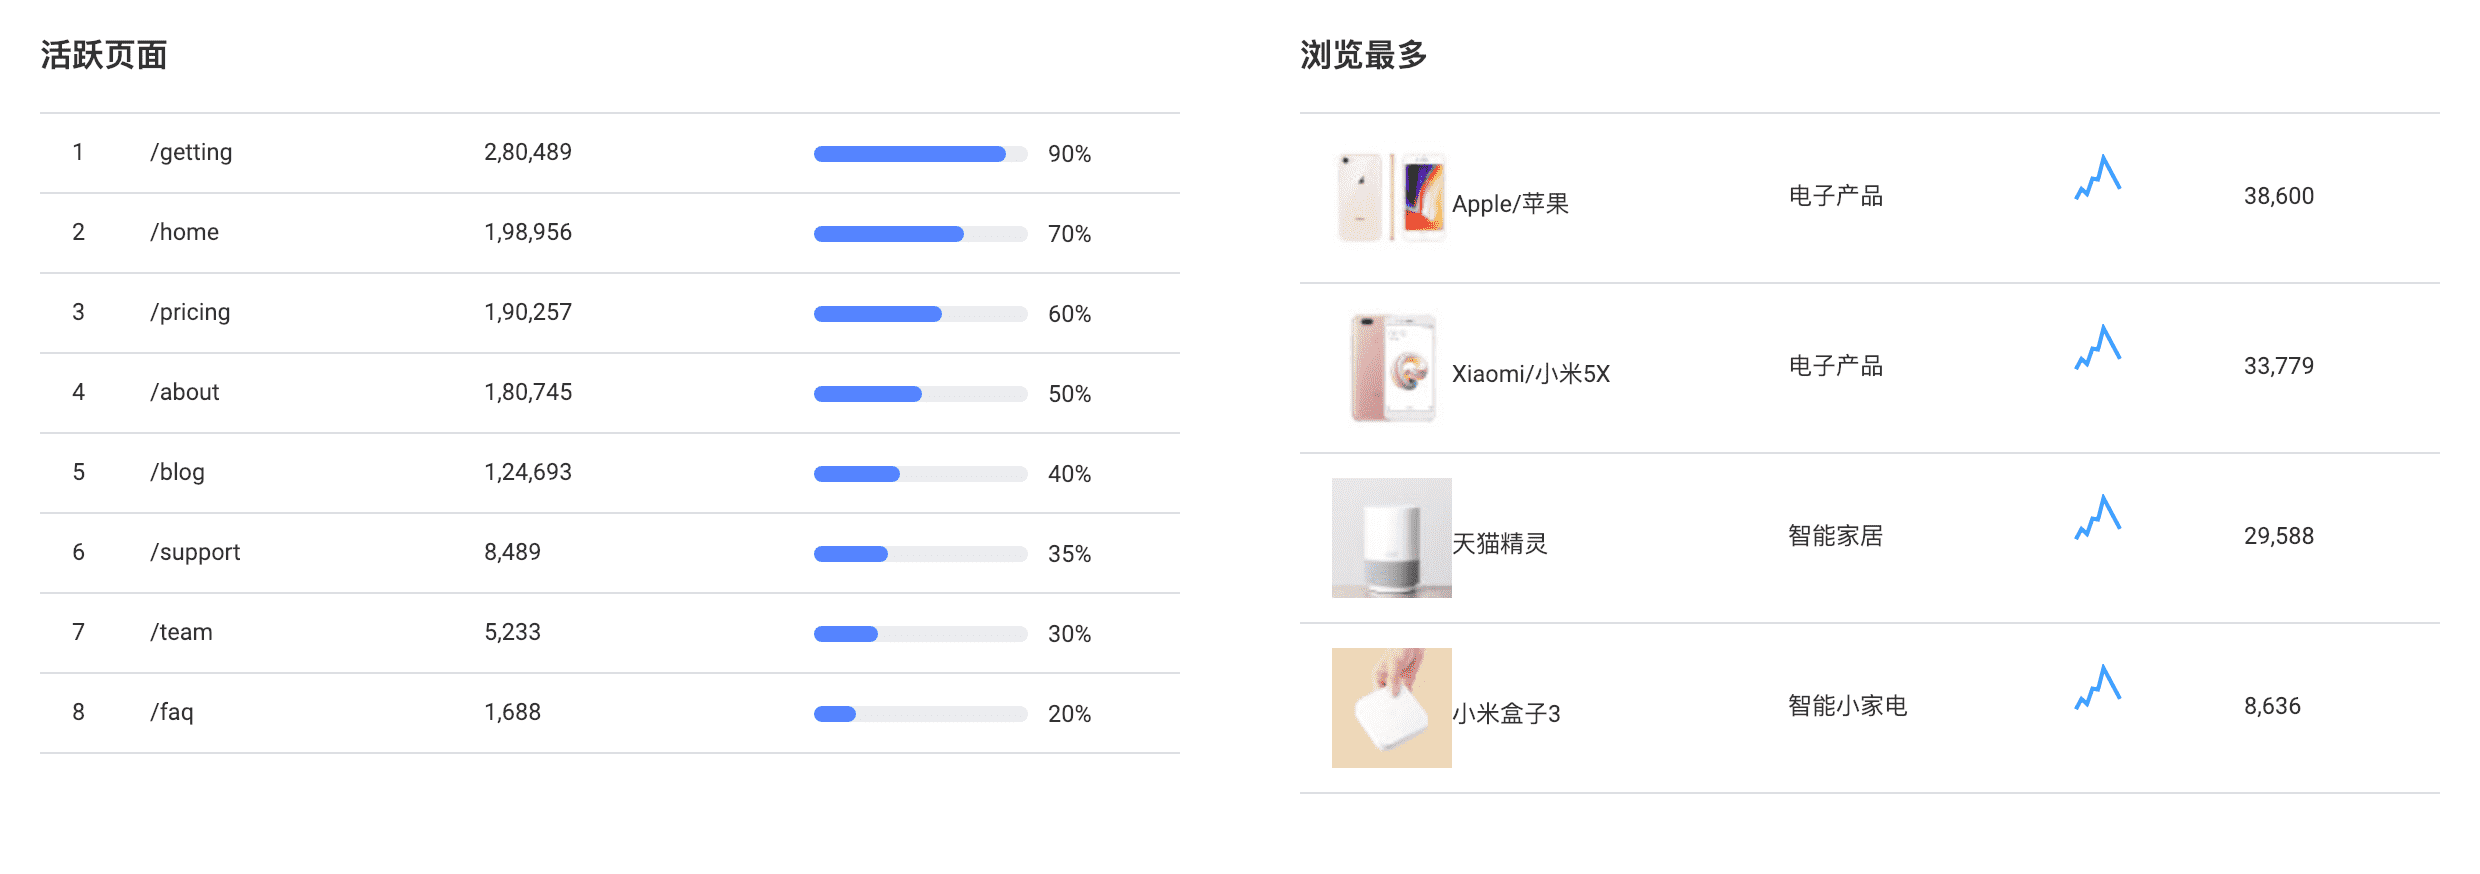 活跃页面
1 /getting 2,80,489 90%
2 /home 1,98,956 70%
3 /pricing 1,90,257 60%
4 /about 1,80,745 50%
5 /blog 1,24,693 40%
6 /support 8,489 35%
7 /team 5,233 30%
8 /faq 1,688 20%
浏览最多
Apple/苹果 电子产品 38,600
Xiaomi/小米5X 电子产品 33,779
天猫精灵 智能家居 29,588
小米盒子3 智能小家电 8,636